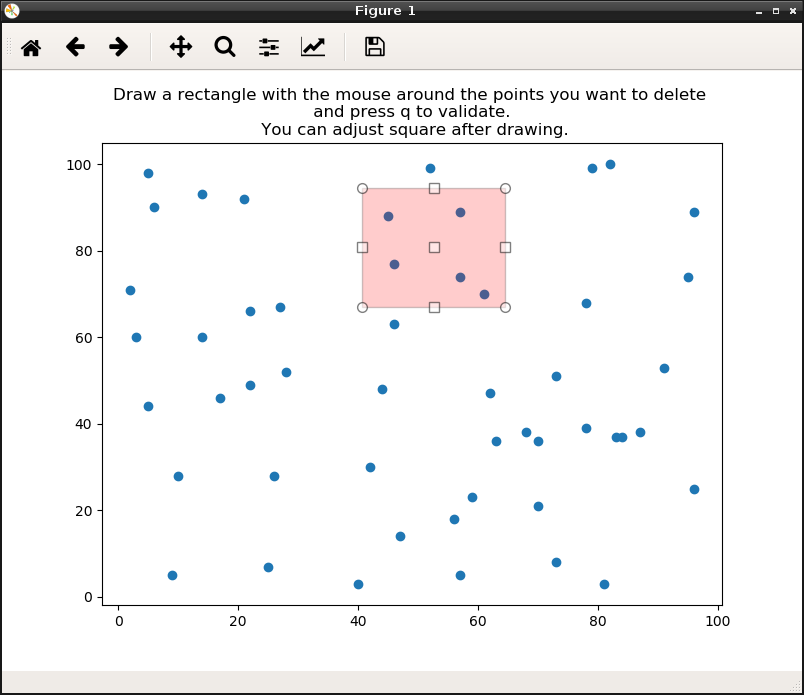 Figure 1
Draw a rectangle with the mouse around the points you want to delete
and press q to validate.
You can adjust square after drawing.
100
80
60
40
20
0
0 20 40 60 80 100